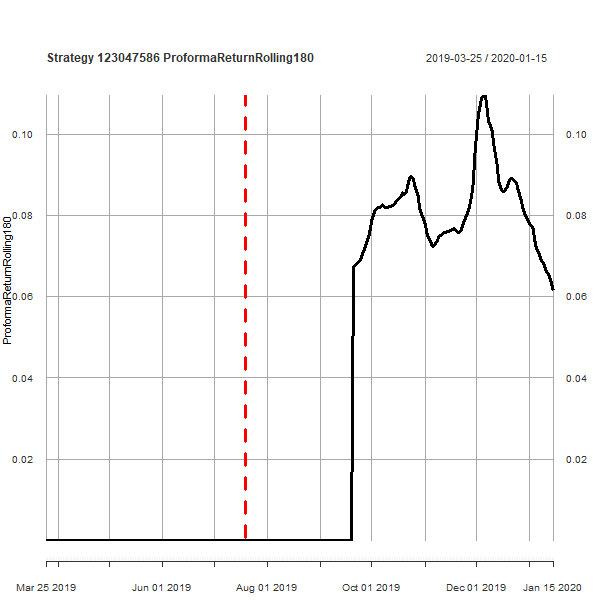 Strategy 123047586 ProformaReturnRolling180
2019-03-25 / 2020-01-15
ProformaReturnRolling180
0.10
0.08
0.06
0.04
0.02
0.10
0.08
0.06
0.04
0.02
Mar 25 2019
Jun 01 2019
Aug 01 2019
Oct 01 2019
Dec 01 2019
Jan 15 2020